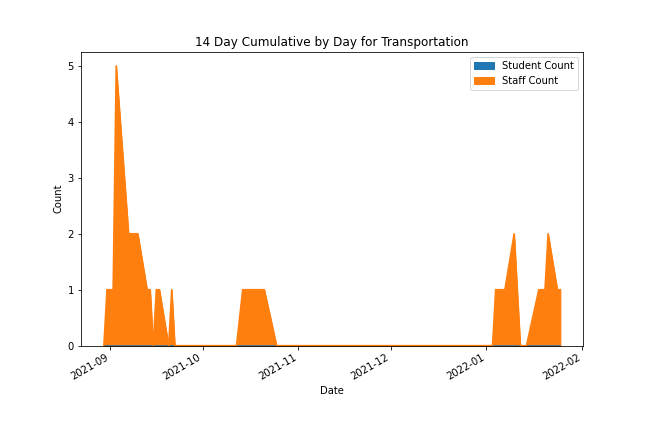 14 Day Cumulative by Day for Transportation
Student Count
Staff Count
5
4
3
2
1
0
Count
2021-09
2021-10
2021-11
2021-12
2022-01
2022-02
Date